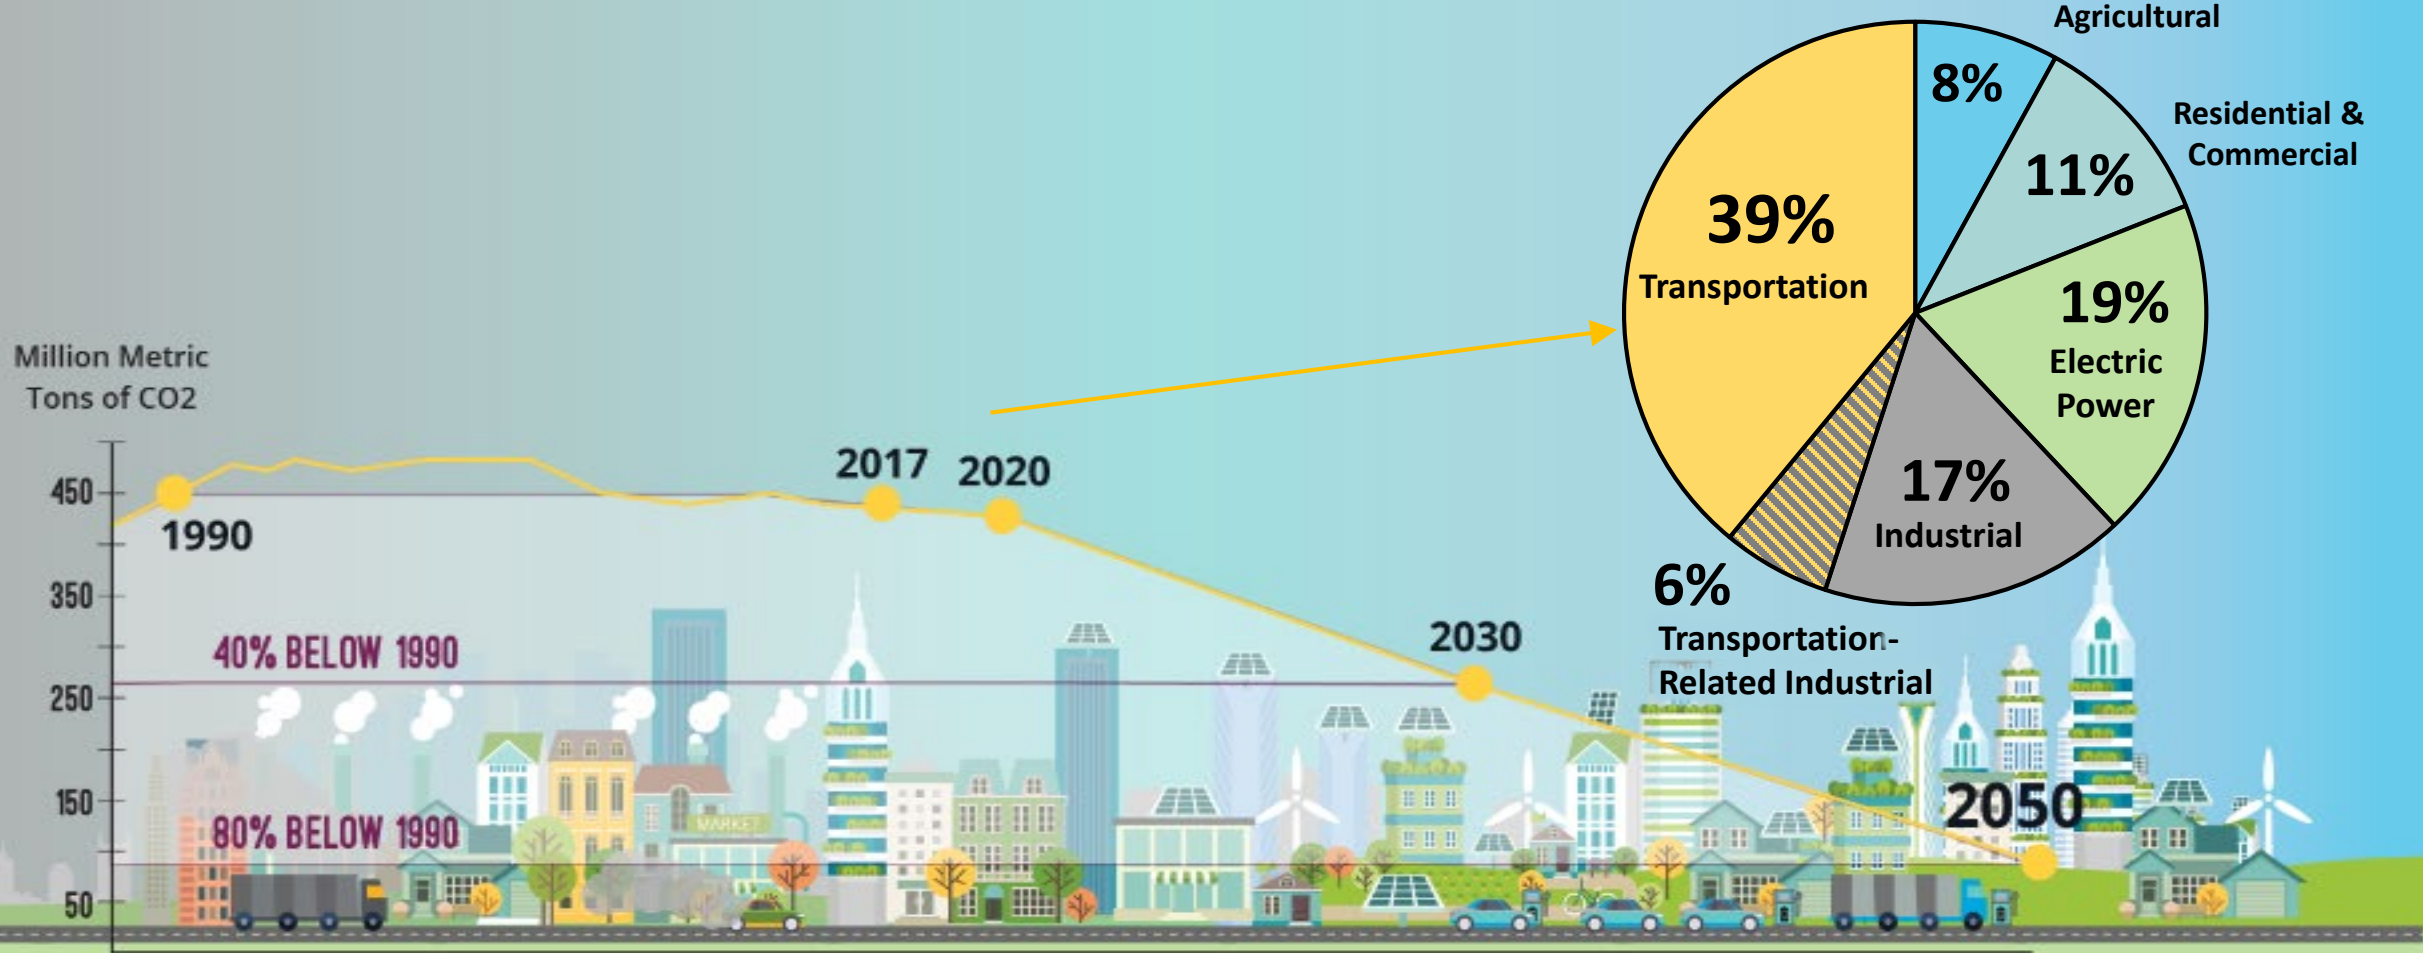 Agricultural
8%
Residential &
Commercial
11%
39%
Transportation
19%
Electric
Power
17%
Industrial
6%
Transportation-
Related Industrial
Million Metric
Tons of CO2
450
350
250
150
50
1990
2017
2020
2030
2050
40% BELOW 1990
80% BELOW 1990
MARKET